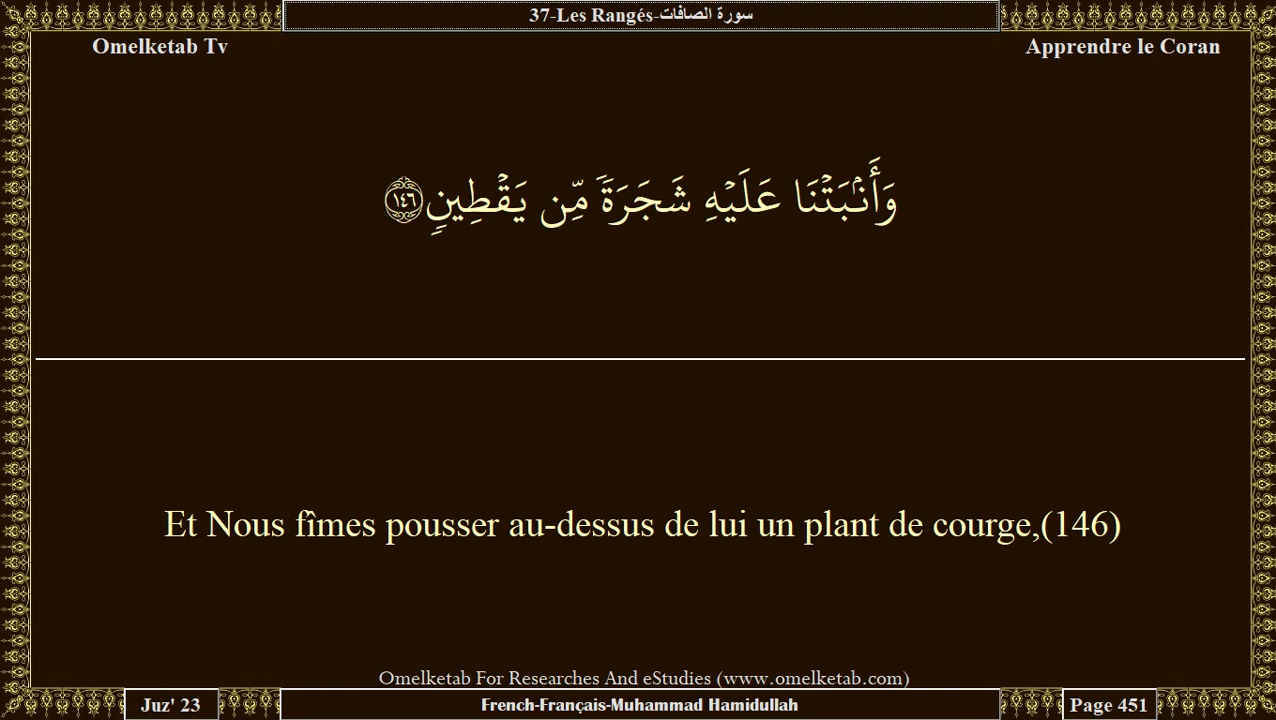 37-Les Rangés-سورة الصافات
Omelketab Tv
Apprendre le Coran
وَأَنۢبَتۡنَا عَلَيۡهِ شَجَرَةٗ مِّن يَقۡطِينٖ ١٤٦
Et Nous fîmes pousser au-dessus de lui un plant de courge,(146)
Omelketab For Researches And eStudies (www.omelketab.com)
Juz' 23
French-Français-Muhammad Hamidullah
Page 451